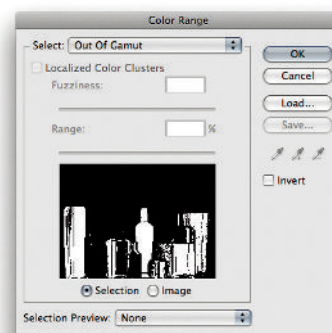 Color Range
Select: Out Of Gamut
OK
Localized Color Clusters
Cancel
Fuzziness:
Load...
Range: %
Save...
Invert
Selection Image
Selection Preview: None